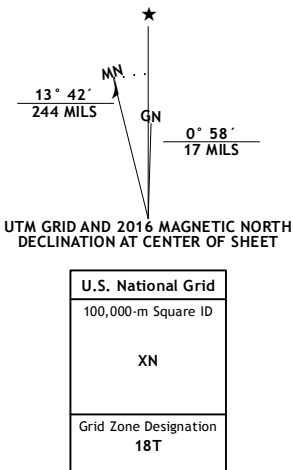 ★
MN
GN
13° 42´
244 MILS
0° 58´
17 MILS
UTM GRID AND 2016 MAGNETIC NORTH
DECLINATION AT CENTER OF SHEET
U.S. National Grid
100,000-m Square ID
XN
Grid Zone Designation
18T